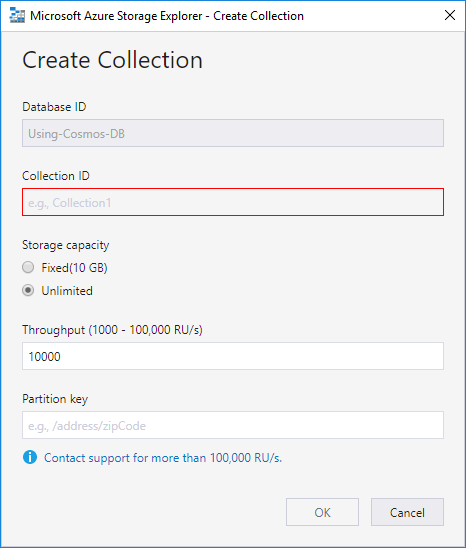 Microsoft Azure Storage Explorer - Create Collection
Create Collection
Database ID
Using-Cosmos-DB
Collection ID
e.g., Collection1
Storage capacity
Fixed(10 GB)
Unlimited
Throughput (1000 - 100,000 RU/s)
10000
Partition key
e.g., /address/zipCode
Contact support for more than 100,000 RU/s.
OK Cancel